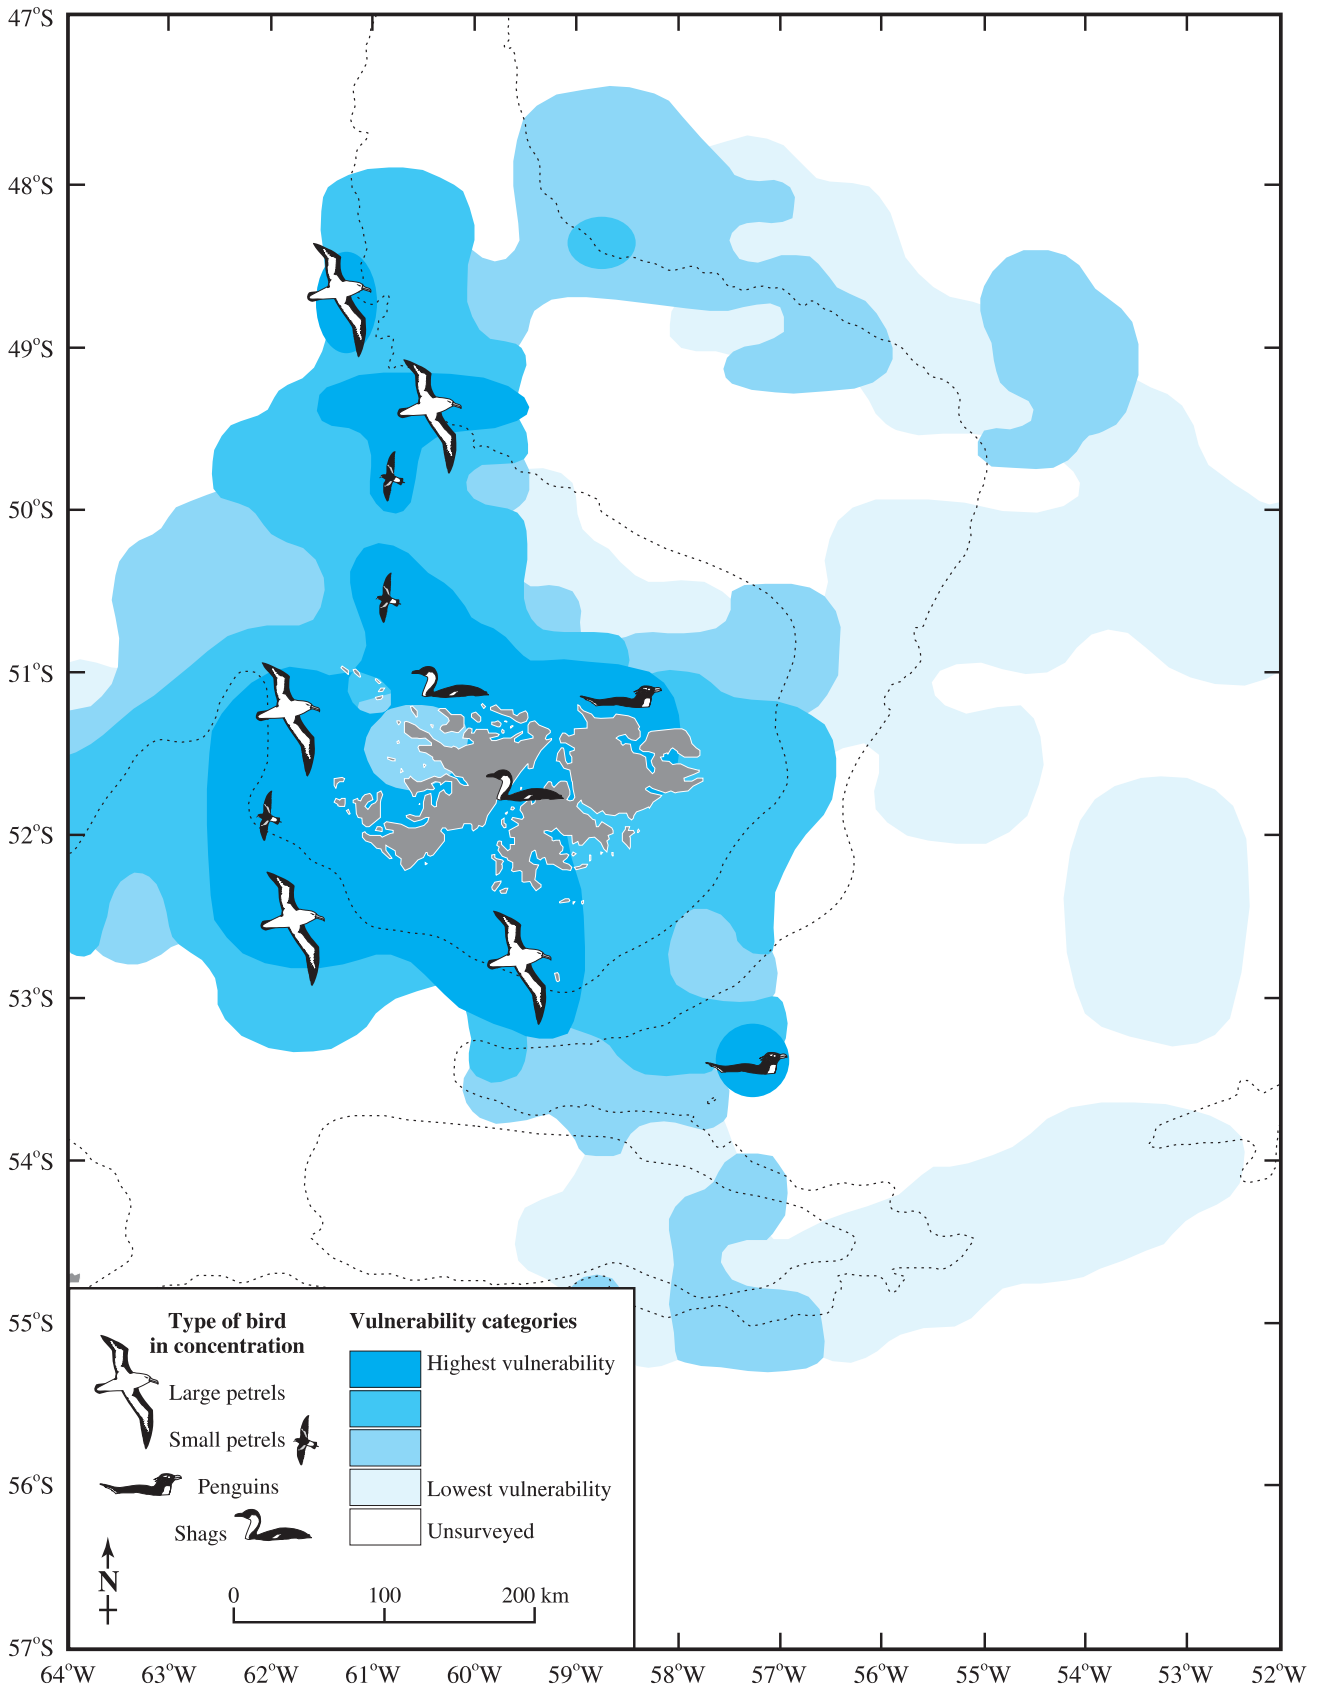 47°S
48°S
49°S
50°S
51°S
52°S
53°S
54°S
55°S
56°S
57°S
Type of bird
in concentration
Large petrels
Small petrels
Penguins
Shags
Vulnerability categories
Highest vulnerability
Lowest vulnerability
Unsurveyed
N
0 100 200 km
64°W 63°W 62°W 61°W 60°W 59°W 58°W 57°W 56°W 55°W 54°W 53°W 52°W